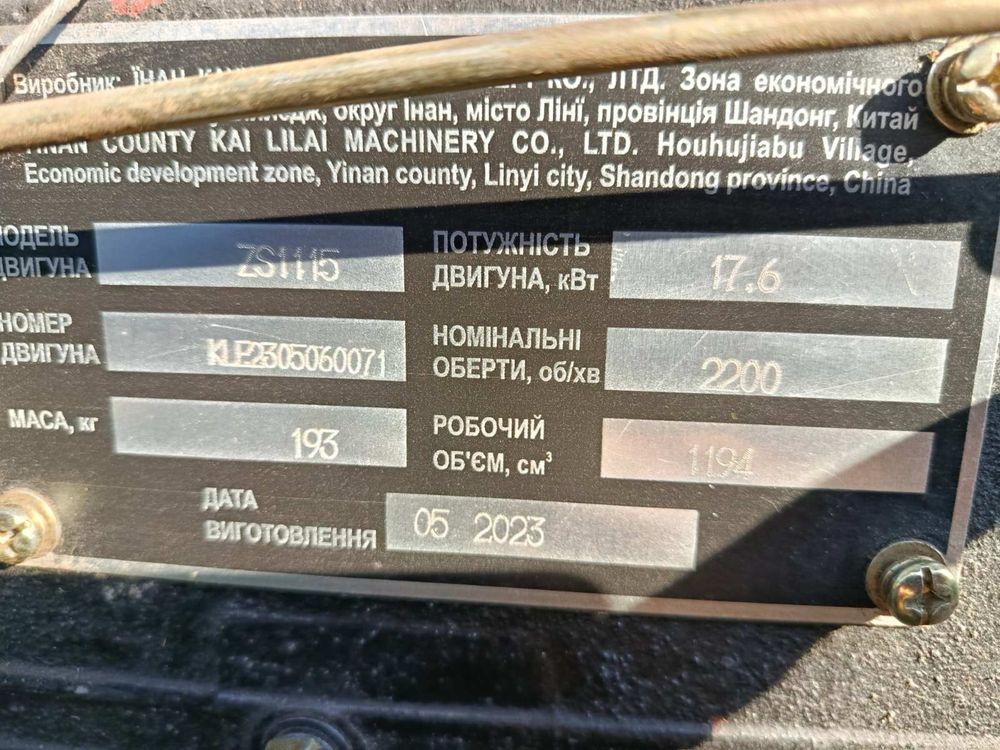 Виробник: ІНАН КО., ЛТД. Зона економічного
округ Інан, місто Лінї, провінція Шандонг, Китай
YINAN COUNTY KAI LILAI MACHINERY CO., LTD. Houhujiabu Village,
Economic development zone, Yinan county, Linyi city, Shandong province, China
МОДЕЛЬ ДВИГУНА ZS1115
ПОТУЖНІСТЬ ДВИГУНА, кВт 17.6
НОМЕР ДВИГУНА KLP2305060071
НОМІНАЛЬНІ ОБЕРТИ, об/хв 2200
МАСА, кг 193
РОБОЧИЙ ОБ'ЄМ, см³ 1194
ДАТА ВИГОТОВЛЕННЯ 05 2023